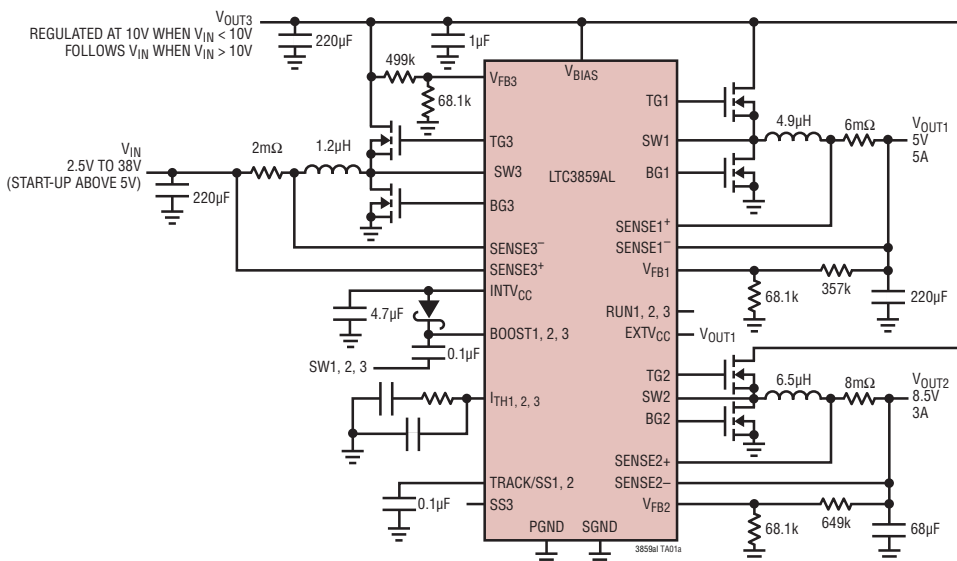 VOUT3
REGULATED AT 10V WHEN VIN < 10V
FOLLOWS VIN WHEN VIN > 10V
220µF
1µF
499k
68.1k
VFB3
VBIAS
TG1
4.9µH
6mΩ
VOUT1
5V
5A
VIN
2.5V TO 38V
(START-UP ABOVE 5V)
2mΩ
1.2µH
TG3
SW1
SW3
LTC3859AL
BG1
220µF
BG3
SENSE1+
SENSE3–
SENSE1–
SENSE3+
VFB1
357k
68.1k
220µF
INTVCC
4.7µF
RUN1, 2, 3
BOOST1, 2, 3
EXTVCC
VOUT1
0.1µF
SW1, 2, 3
TG2
6.5µH
8mΩ
VOUT2
8.5V
3A
ITH1, 2, 3
SW2
BG2
SENSE2+
TRACK/SS1, 2
SENSE2–
0.1µF
SS3
VFB2
649k
68.1k
68µF
PGND
SGND
3859al TA01a